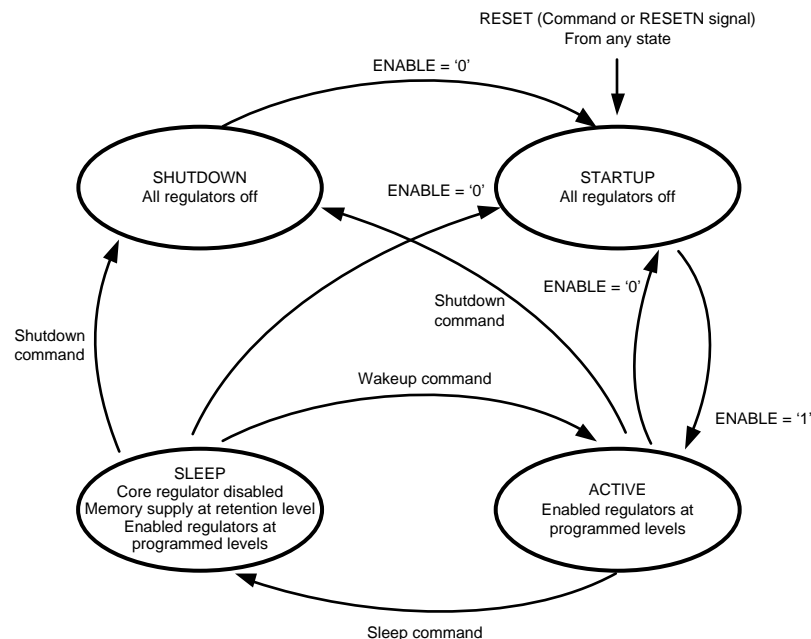 RESET (Command or RESETN signal)
From any state
ENABLE = ‘0’
SHUTDOWN
All regulators off
STARTUP
All regulators off
ENABLE = ‘0’
ENABLE = ‘0’
Shutdown
command
Shutdown
command
Wakeup command
ENABLE = ‘1’
SLEEP
Core regulator disabled
Memory supply at retention level
Enabled regulators at
programmed levels
ACTIVE
Enabled regulators at
programmed levels
Sleep command